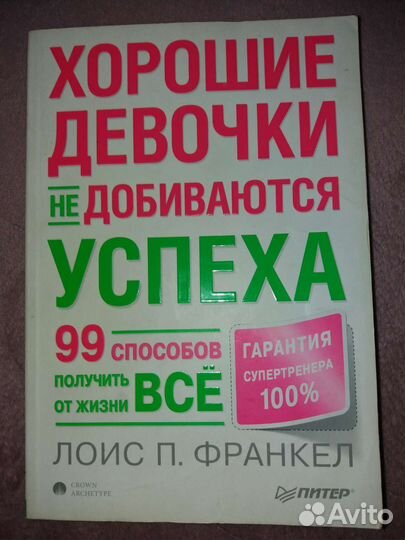 ХОРОШИЕ
ДЕВОЧКИ
НЕ ДОБИВАЮТСЯ
УСПЕХА
99 СПОСОБОВ
ПОЛУЧИТЬ
ОТ ЖИЗНИ ВСЁ
ГАРАНТИЯ
СУПЕРТРЕНЕРА
100%
ЛОИС П. ФРАНКЕЛ
CROWN
ARCHETYPE
ПИТЕР
Avito